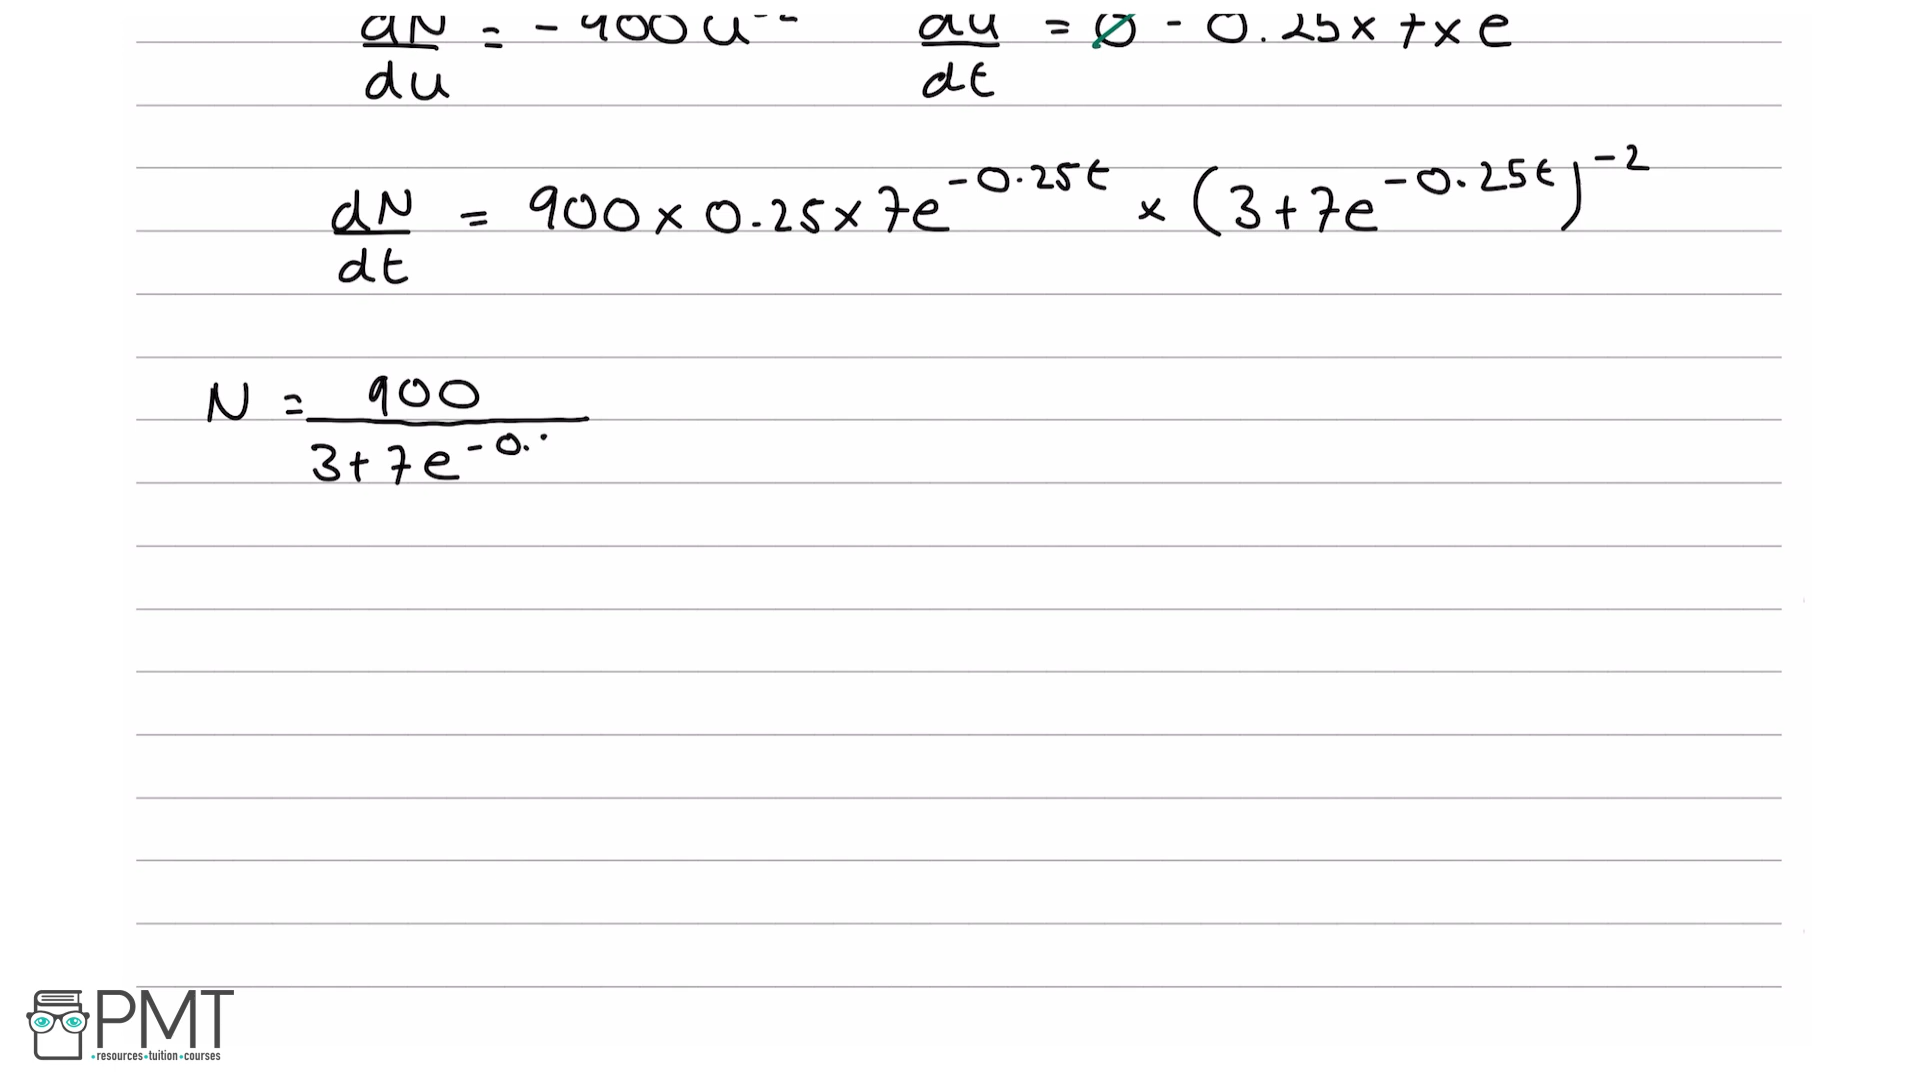 dN/du = -900u⁻² du/dt = 0 - 0.25 x 7 x e
dN/dt = 900 x 0.25 x 7e^-0.25t x (3+7e^-0.25t)^-2
N = 900/3+7e^-0.
PMT
resources•tuition•courses